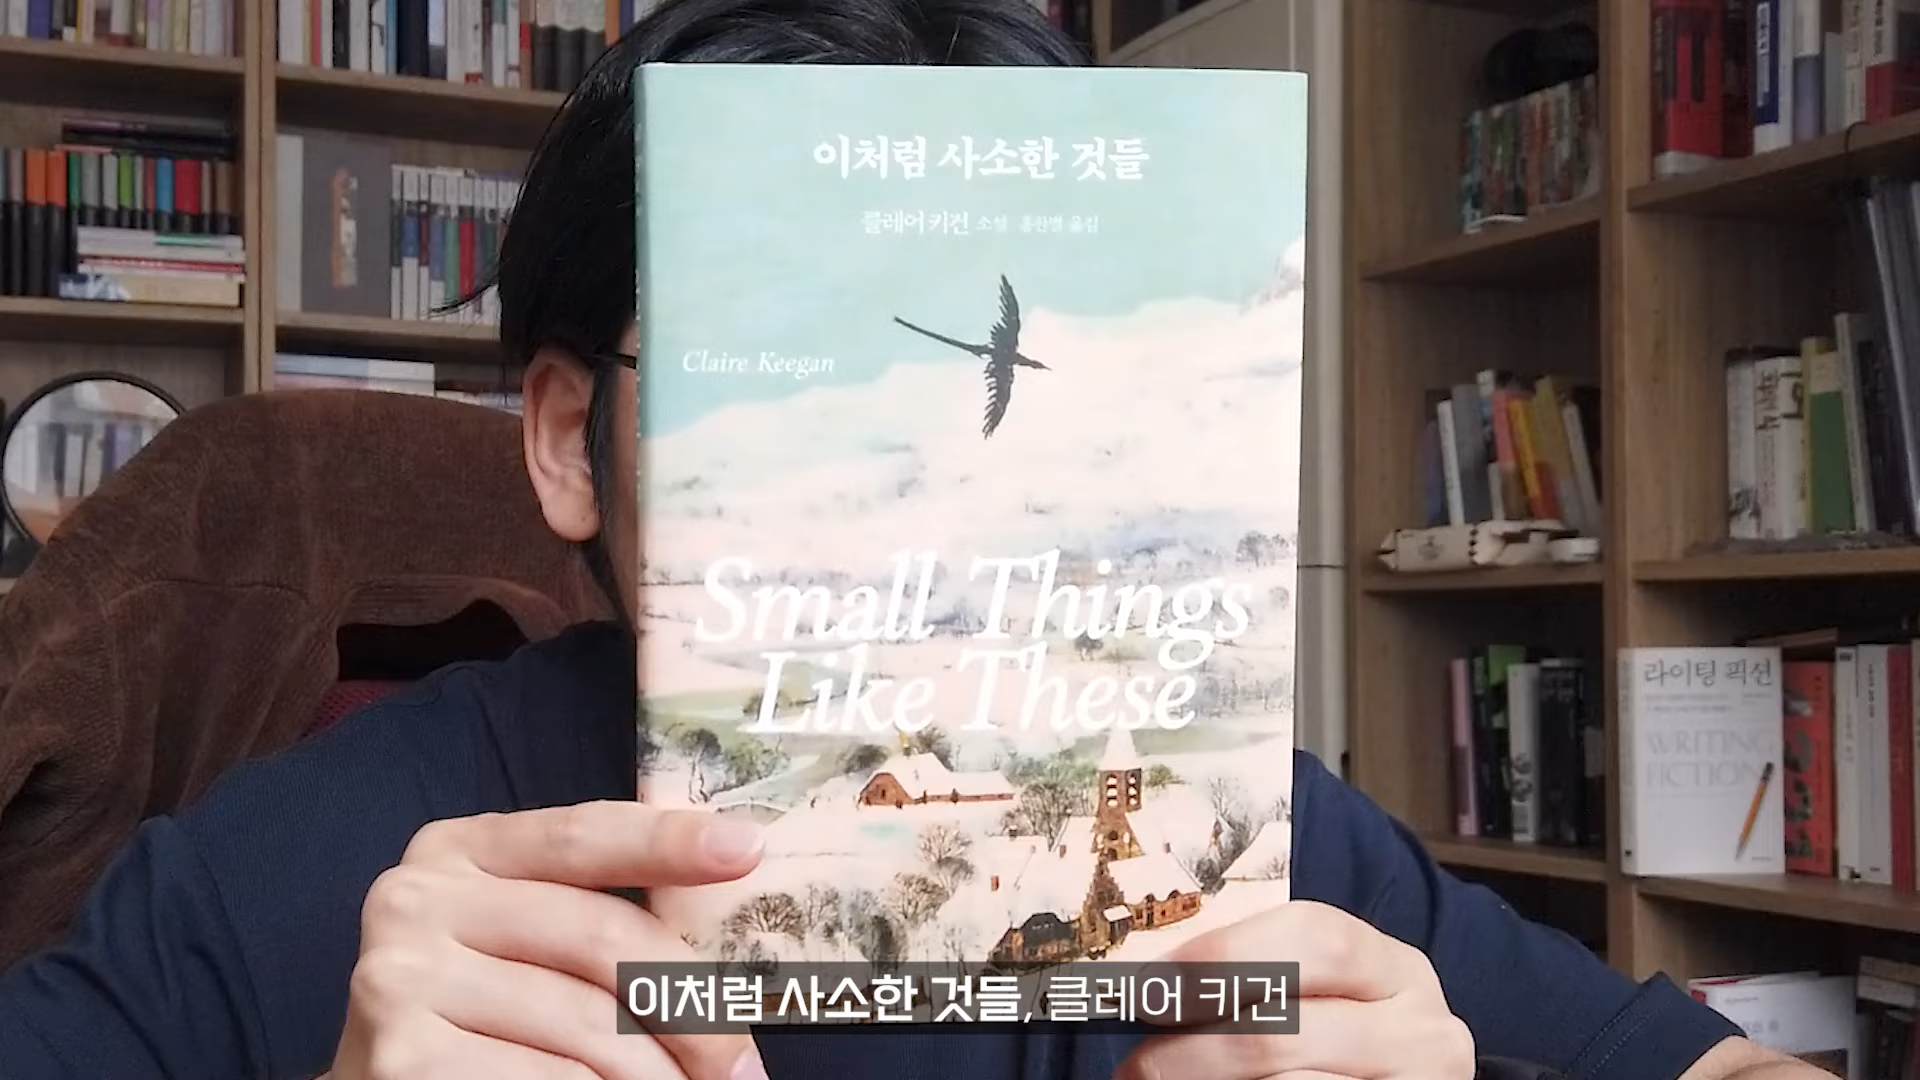 이처럼 사소한 것들
클레어 키건 소설 홍한별 옮김
Claire Keegan
Small Things
Like These
라이팅 픽션
WRITING
FICTION
이처럼 사소한 것들, 클레어 키건